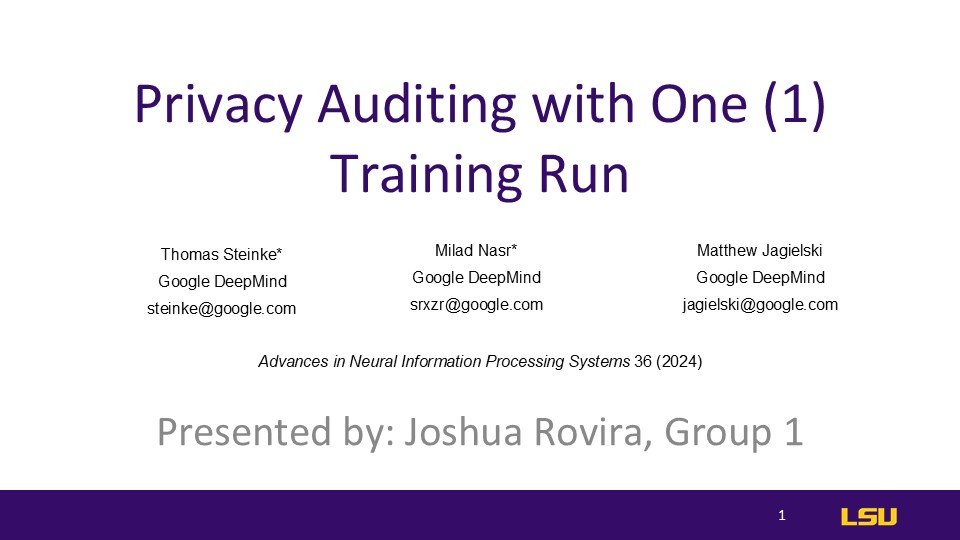 Privacy Auditing with One (1)
Training Run
Thomas Steinke*
Google DeepMind
steinke@google.com
Milad Nasr*
Google DeepMind
srxzr@google.com
Matthew Jagielski
Google DeepMind
jagielski@google.com
Advances in Neural Information Processing Systems 36 (2024)
Presented by: Joshua Rovira, Group 1
1
LSU